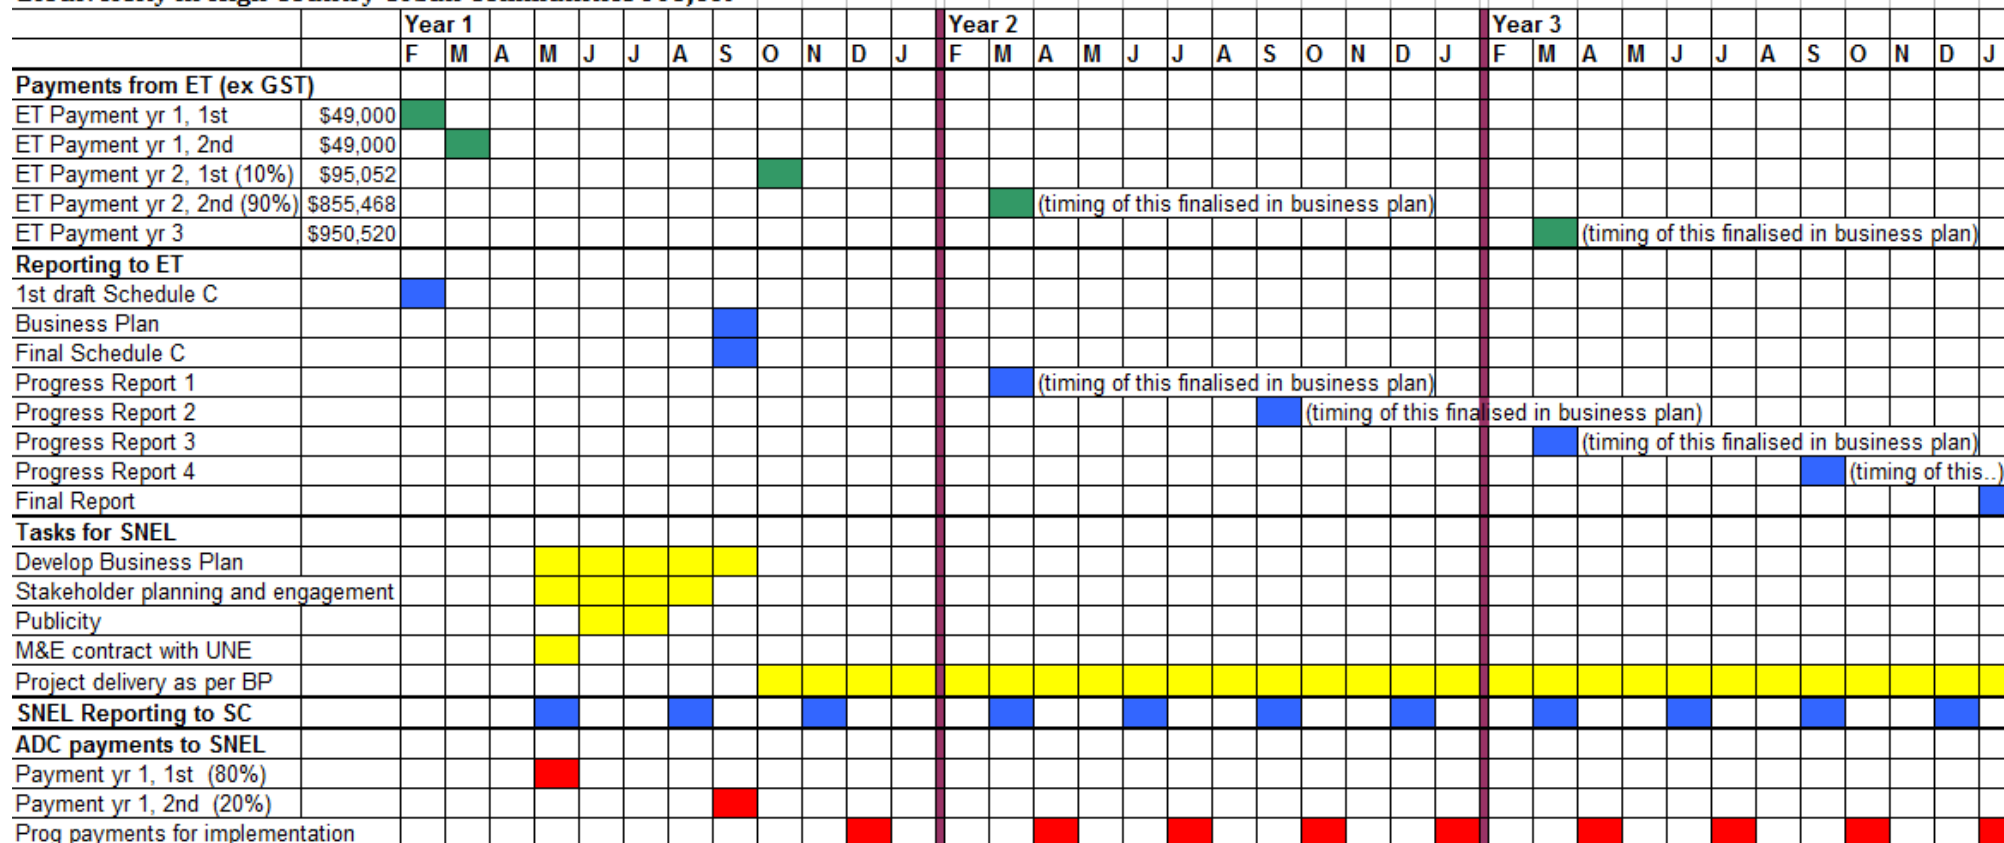 Year 1 Year 2 Year 3
F M A M J J A S O N D J F M A M J J A S O N D J F M A M J J A S O N D J
Payments from ET (ex GST)
ET Payment yr 1, 1st $49,000
ET Payment yr 1, 2nd $49,000
ET Payment yr 2, 1st (10%) $95,052
ET Payment yr 2, 2nd (90%) $855,468 (timing of this finalised in business plan)
ET Payment yr 3 $950,520 (timing of this finalised in business plan)
Reporting to ET
1st draft Schedule C
Business Plan
Final Schedule C
Progress Report 1 (timing of this finalised in business plan)
Progress Report 2 (timing of this finalised in business plan)
Progress Report 3 (timing of this finalised in business plan)
Progress Report 4 (timing of this..)
Final Report
Tasks for SNEL
Develop Business Plan
Stakeholder planning and engagement
Publicity
M&E contract with UNE
Project delivery as per BP
SNEL Reporting to SC
ADC payments to SNEL
Payment yr 1, 1st (80%)
Payment yr 1, 2nd (20%)
Prog payments for implementation